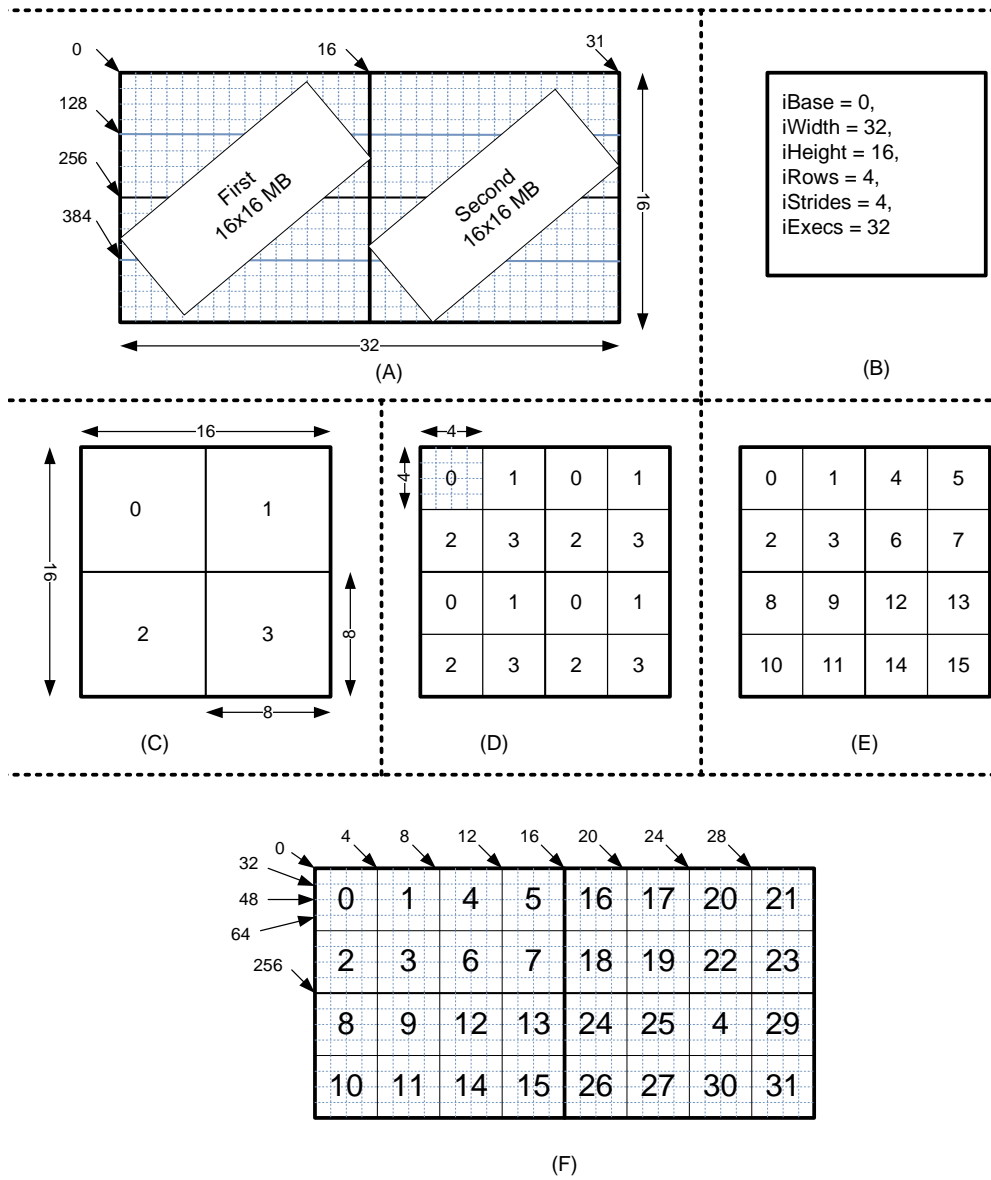 0
16
31
128
256
384
First
16x16 MB
Second
16x16 MB
16
32
(A)
iBase = 0,
iWidth = 32,
iHeight = 16,
iRows = 4,
iStrides = 4,
iExecs = 32
(B)
16
16
0 1
2 3
8
8
(C)
4
4
0 1 0 1
2 3 2 3
0 1 0 1
2 3 2 3
(D)
0 1 4 5
2 3 6 7
8 9 12 13
10 11 14 15
(E)
0 4 8 12 16 20 24 28
32
48
64
256
0 1 4 5 16 17 20 21
2 3 6 7 18 19 22 23
8 9 12 13 24 25 4 29
10 11 14 15 26 27 30 31
(F)